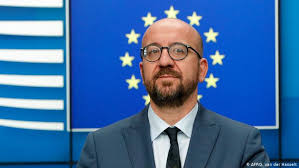 © AFP/G. van der Hasselt